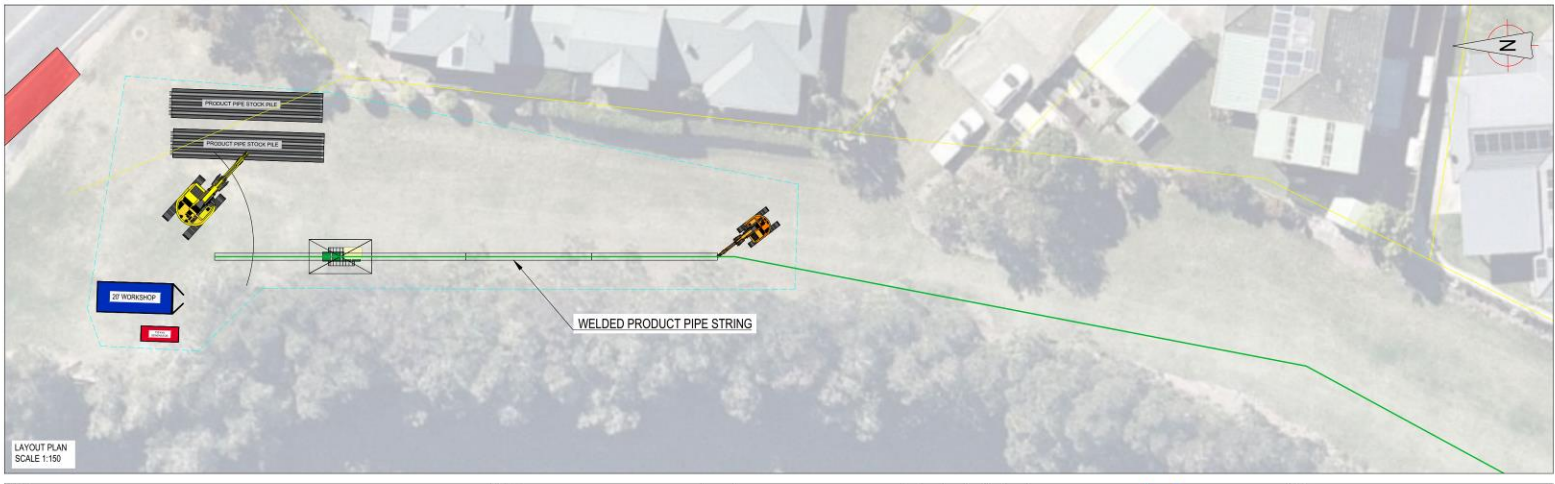 N
PRODUCT PIPE STOCK PILE
PRODUCT PIPE STOCK PILE
20' WORKSHOP
WELDED PRODUCT PIPE STRING
LAYOUT PLAN
SCALE 1:150